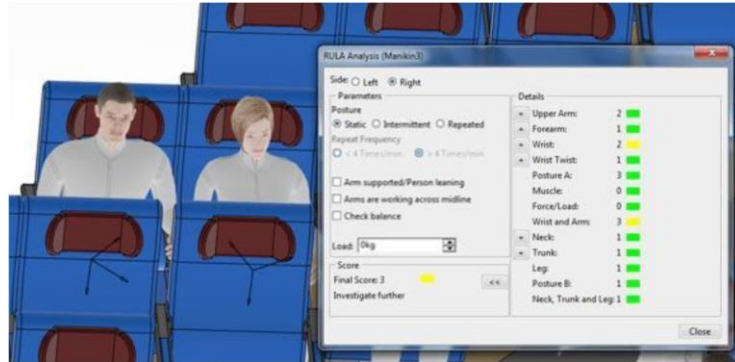 RULA Analysis (Manikin3)
Side: Left Right
Parameters
Posture
Static Intermittent Repeated
Repeat Frequency
< 4 Times/min. > 4 Times/min.
Arm supported/Person leaning
Arms are working across midline
Check balance
Load: 0kg
Score
Final Score: 3
<<
Investigate further
Details
+ Upper Arm: 2
+ Forearm: 1
+ Wrist: 2
+ Wrist Twist: 1
Posture A: 3
Muscle: 0
Force/Load: 0
Wrist and Arm: 3
+ Neck: 1
+ Trunk: 1
Leg: 1
Posture B: 1
Neck, Trunk and Leg: 1
Close